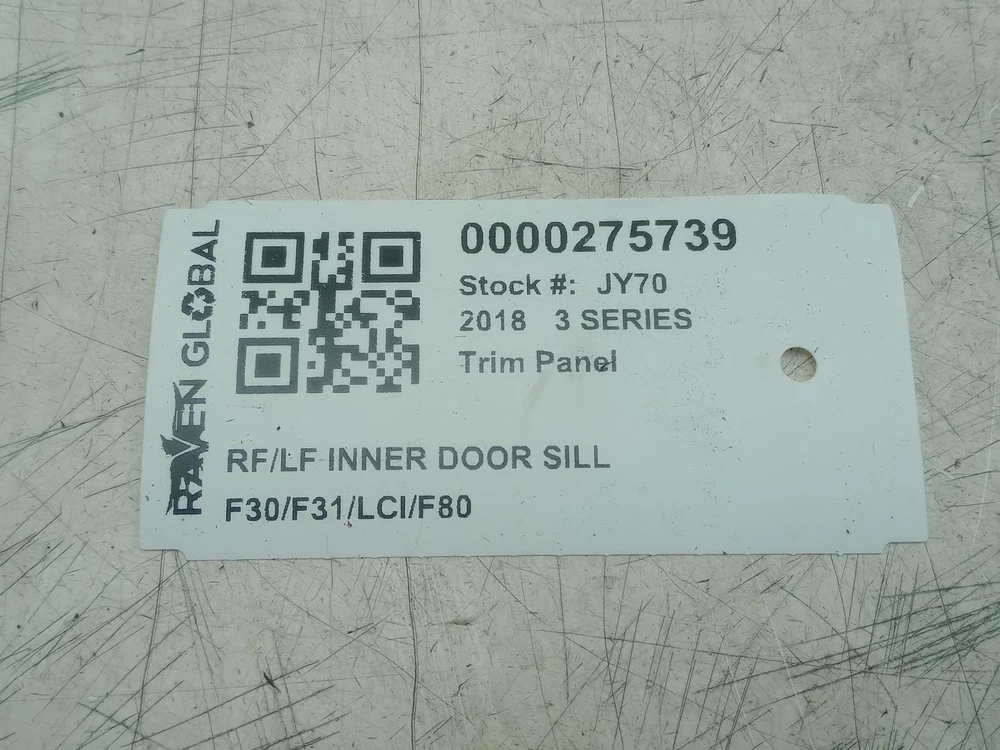 RAVEN GLOBAL
0000275739
Stock #: JY70
2018 3 SERIES
Trim Panel
RF/LF INNER DOOR SILL
F30/F31/LCI/F80